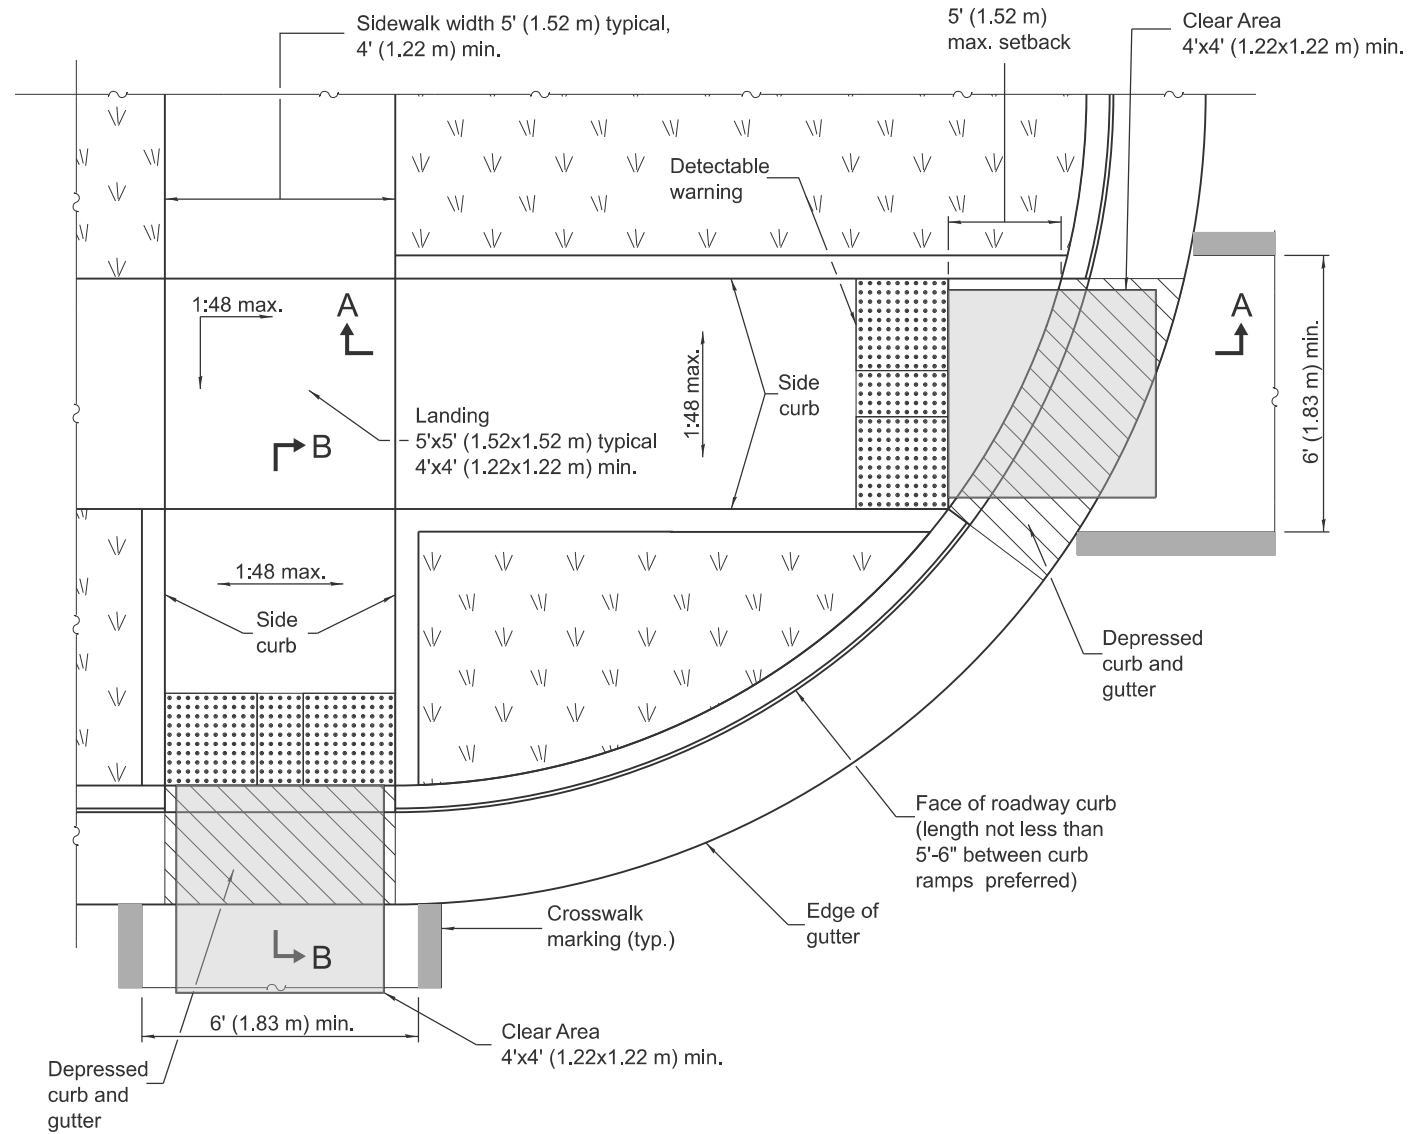 Sidewalk width 5' (1.52 m) typical,
4' (1.22 m) min.
5' (1.52 m)
max. setback
Clear Area
4'x4' (1.22x1.22 m) min.
Detectable
warning
1:48 max.
A
A
Landing
5'x5' (1.52x1.52 m) typical
4'x4' (1.22x1.22 m) min.
B
1:48 max.
Side
curb
6' (1.83 m) min.
1:48 max.
Side
curb
Depressed
curb and
gutter
Face of roadway curb
(length not less than
5'-6" between curb
ramps preferred)
Edge of
gutter
Crosswalk
marking (typ.)
B
6' (1.83 m) min.
Clear Area
4'x4' (1.22x1.22 m) min.
Depressed
curb and
gutter